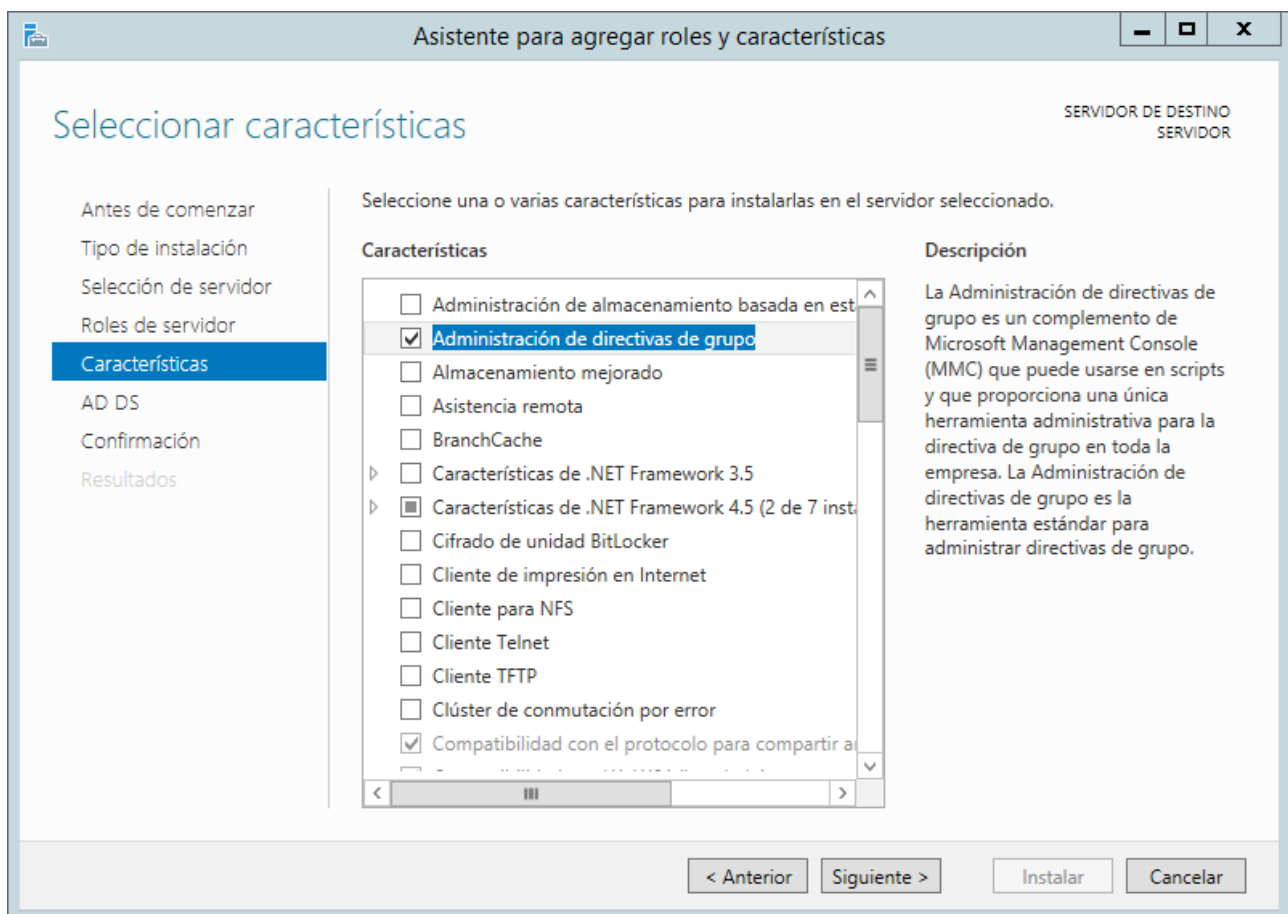 Asistente para agregar roles y características
Seleccionar características
SERVIDOR DE DESTINO
SERVIDOR
Antes de comenzar
Tipo de instalación
Selección de servidor
Roles de servidor
Características
AD DS
Confirmación
Resultados
Seleccione una o varias características para instalarlas en el servidor seleccionado.
Características
Administración de almacenamiento basada en está
Administración de directivas de grupo
Almacenamiento mejorado
Asistencia remota
BranchCache
Características de .NET Framework 3.5
Características de .NET Framework 4.5 (2 de 7 insta
Cifrado de unidad BitLocker
Cliente de impresión en Internet
Cliente para NFS
Cliente Telnet
Cliente TFTP
Clúster de conmutación por error
Compatibilidad con el protocolo para compartir a
Descripción
La Administración de directivas de
grupo es un complemento de
Microsoft Management Console
(MMC) que puede usarse en scripts
y que proporciona una única
herramienta administrativa para la
directiva de grupo en toda la
empresa. La Administración de
directivas de grupo es la
herramienta estándar para
administrar directivas de grupo.
< Anterior
Siguiente >
Instalar
Cancelar